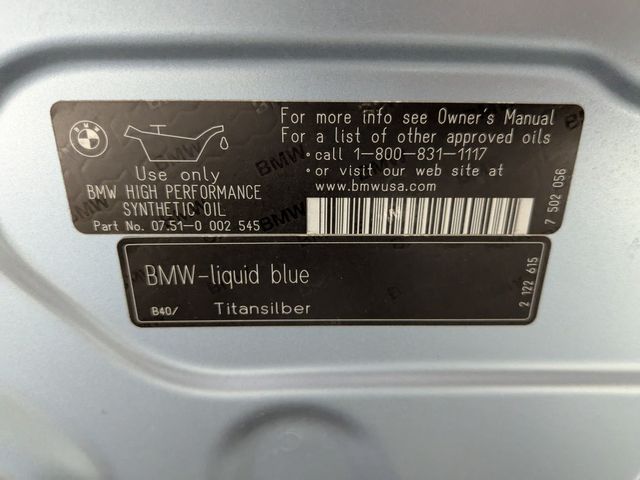 BMW
Use only
BMW HIGH PERFORMANCE
SYNTHETIC OIL
Part No. 07.51-0 002 545
For more info see Owner's Manual
For a list of other approved oils
•call 1-800-831-1117
•or visit our web site at
www.bmwusa.com
7 502 056
BMW-liquid blue
B40/ Titansilber
2 122 615